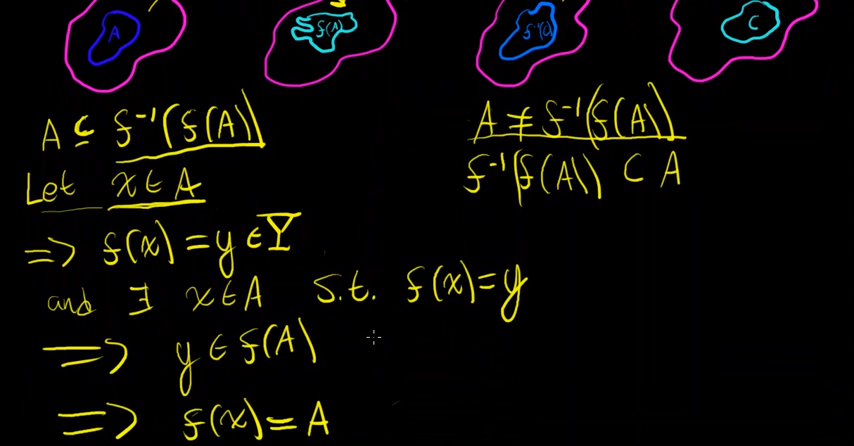 A f(A) f⁻¹(C) C
A ⊆ f⁻¹(f(A))
Let x ∈ A
=> f(x) = y ∈ Y
and ∃ x ∈ A s.t. f(x) = y
=> y ∈ f(A)
=> f(x) = A
A ≠ f⁻¹(f(A))
f⁻¹(f(A)) ⊂ A